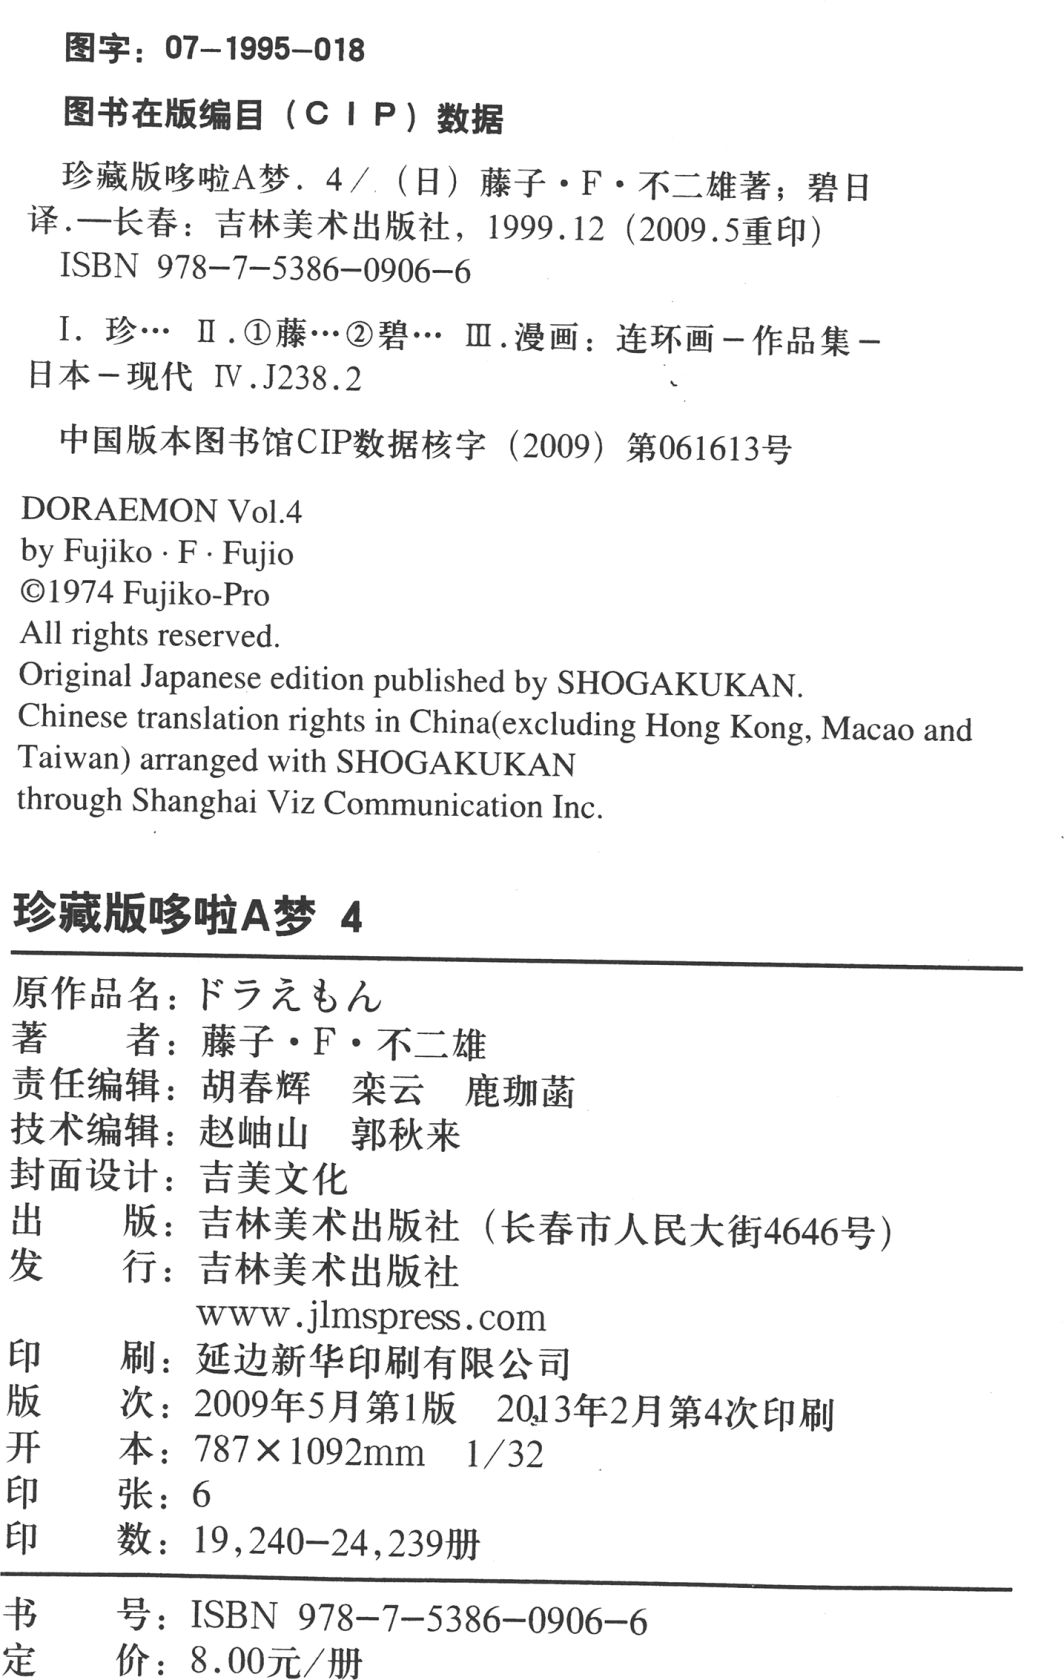 图字：07－1995－018
图书在版编目（CIP）数据
珍藏版哆啦A梦．4／（日）藤子・F・不二雄著；碧日
译．—长春：吉林美术出版社，1999.12（2009.5重印）
ISBN 978－7－5386－0906－6
Ⅰ．珍… Ⅱ.①藤…②碧… Ⅲ.漫画：连环画－作品集－
日本－现代 Ⅳ.J238.2
中国版本图书馆CIP数据核字（2009）第061613号
DORAEMON Vol.4
by Fujiko · F · Fujio
©1974 Fujiko-Pro
All rights reserved.
Original Japanese edition published by SHOGAKUKAN.
Chinese translation rights in China(excluding Hong Kong, Macao and
Taiwan) arranged with SHOGAKUKAN
through Shanghai Viz Communication Inc.
珍藏版哆啦A梦 4
原作品名：ドラえもん
著　　者：藤子・F・不二雄
责任编辑：胡春辉　栾云　鹿珈菡
技术编辑：赵岫山　郭秋来
封面设计：吉美文化
出　　版：吉林美术出版社（长春市人民大街4646号）
发　　行：吉林美术出版社
www.jlmspress.com
印　　刷：延边新华印刷有限公司
版　　次：2009年5月第1版　2013年2月第4次印刷
开　　本：787×1092mm　1/32
印　　张：6
印　　数：19,240－24,239册
书　　号：ISBN 978－7－5386－0906－6
定　　价：8.00元／册